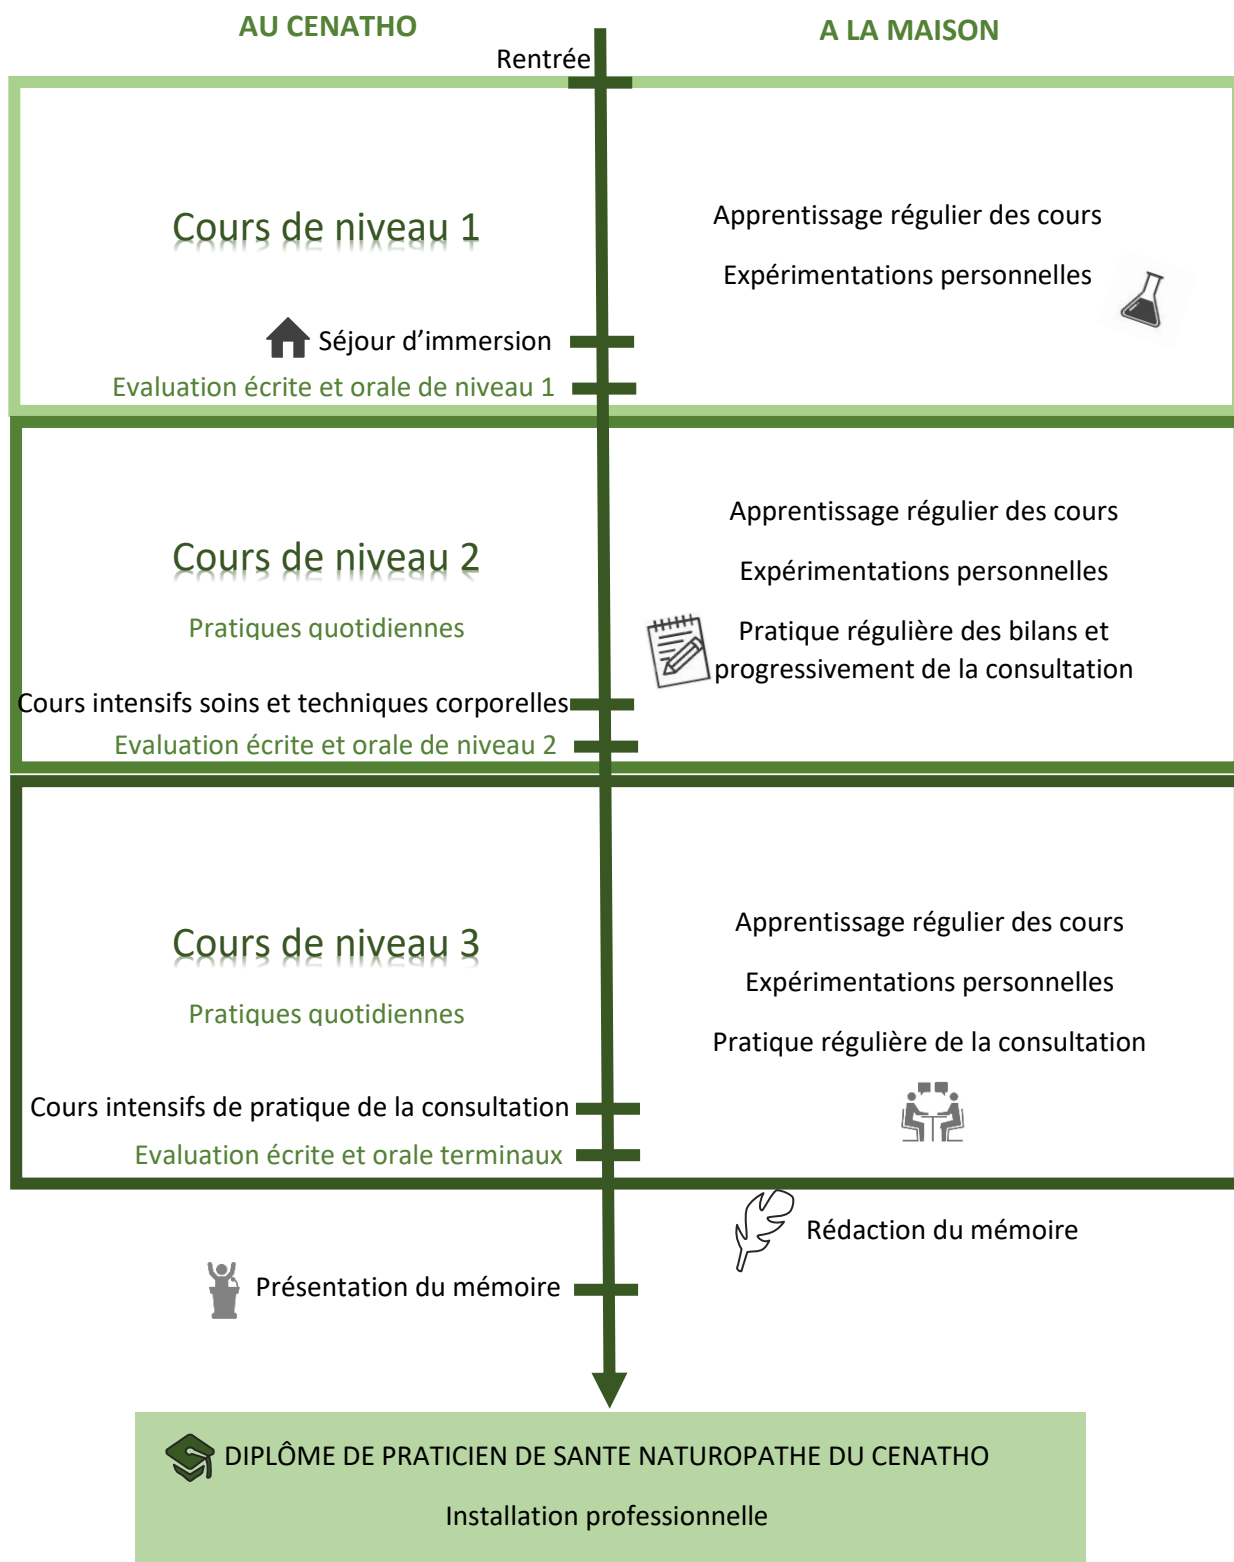 AU CENATHO
A LA MAISON
Rentrée
Cours de niveau 1
Apprentissage régulier des cours
Expérimentations personnelles
Séjour d’immersion
Evaluation écrite et orale de niveau 1
Cours de niveau 2
Pratiques quotidiennes
Apprentissage régulier des cours
Expérimentations personnelles
Pratique régulière des bilans et
progressivement de la consultation
Cours intensifs soins et techniques corporelles
Evaluation écrite et orale de niveau 2
Cours de niveau 3
Pratiques quotidiennes
Apprentissage régulier des cours
Expérimentations personnelles
Pratique régulière de la consultation
Cours intensifs de pratique de la consultation
Evaluation écrite et orale terminaux
Rédaction du mémoire
Présentation du mémoire
DIPLÔME DE PRATICIEN DE SANTE NATUROPATHE DU CENATHO
Installation professionnelle